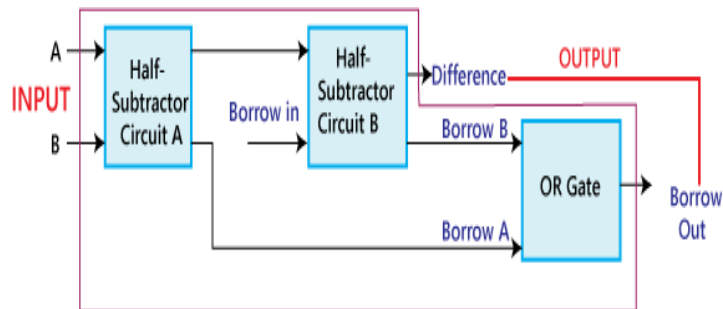 A
INPUT
B
Half-
Subtractor
Circuit A
Borrow in
Half-
Subtractor
Circuit B
Difference
OUTPUT
Borrow B
Borrow A
OR Gate
Borrow
Out